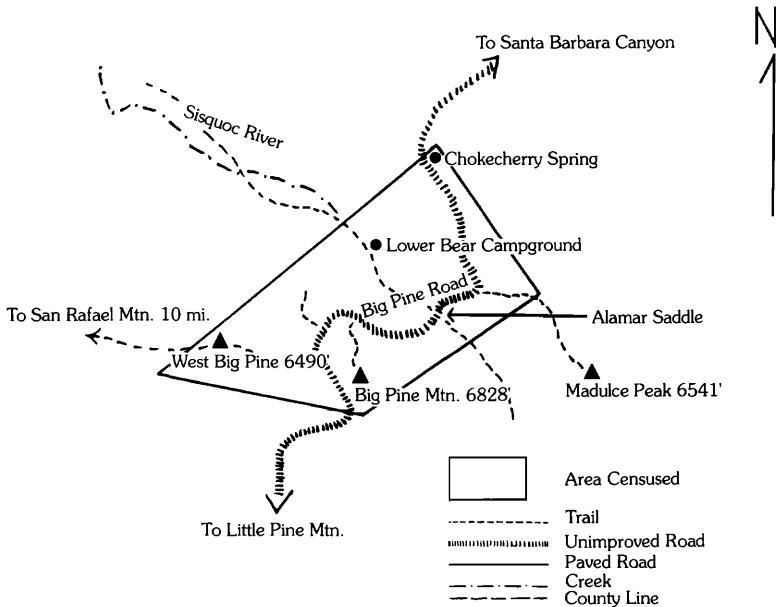 N
To Santa Barbara Canyon
Sisquoc River
Chokecherry Spring
Lower Bear Campground
Big Pine Road
To San Rafael Mtn. 10 mi.
Alamar Saddle
West Big Pine 6490'
Big Pine Mtn. 6828'
Madulce Peak 6541'
To Little Pine Mtn.
Area Censused
Trail
Unimproved Road
Paved Road
Creek
County Line